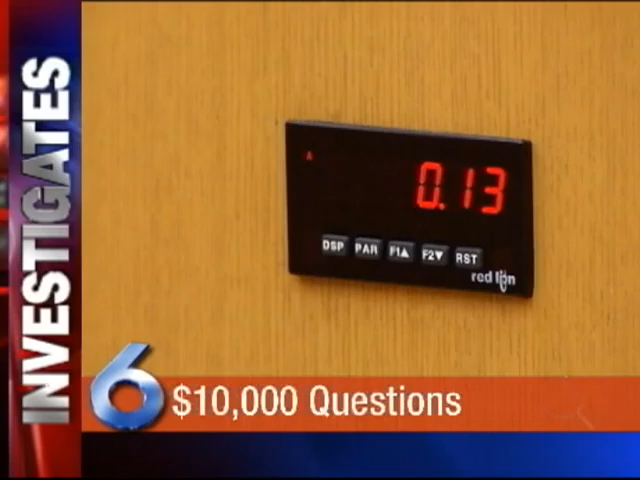 INVESTIGATES
A
0.13
DSP PAR F1▲ F2▼ RST
red lion
6 $10,000 Questions